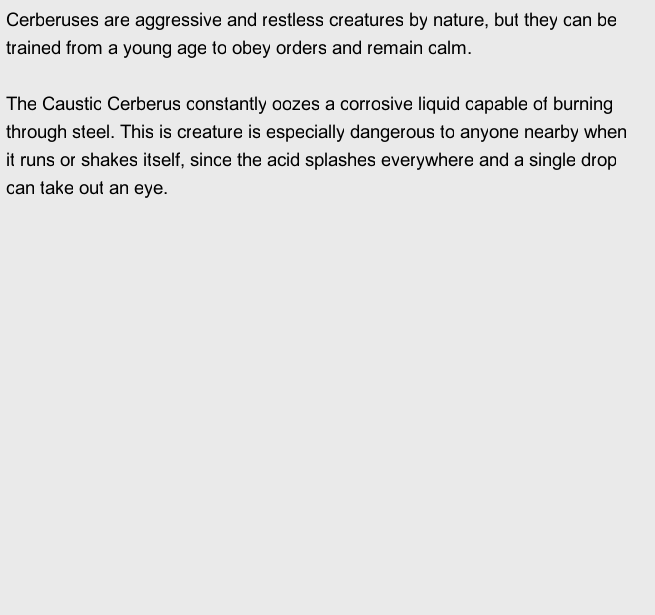 Cerberuses are aggressive and restless creatures by nature, but they can be
trained from a young age to obey orders and remain calm.
The Caustic Cerberus constantly oozes a corrosive liquid capable of burning
through steel. This is creature is especially dangerous to anyone nearby when
it runs or shakes itself, since the acid splashes everywhere and a single drop
can take out an eye.